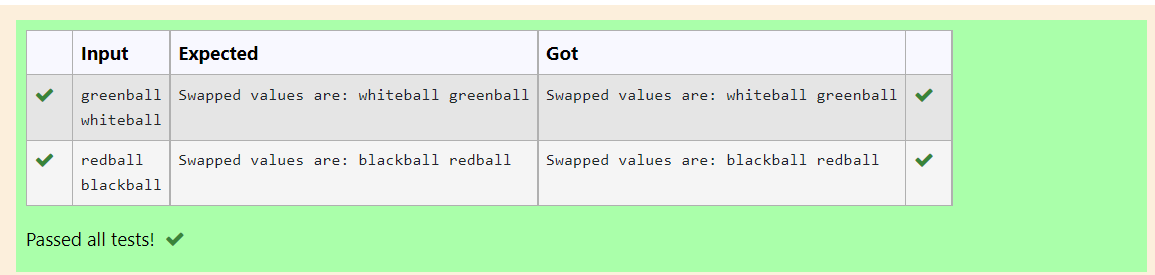 Input Expected Got
greenball Swapped values are: whiteball greenball Swapped values are: whiteball greenball
whiteball
redball Swapped values are: blackball redball Swapped values are: blackball redball
blackball
Passed all tests!